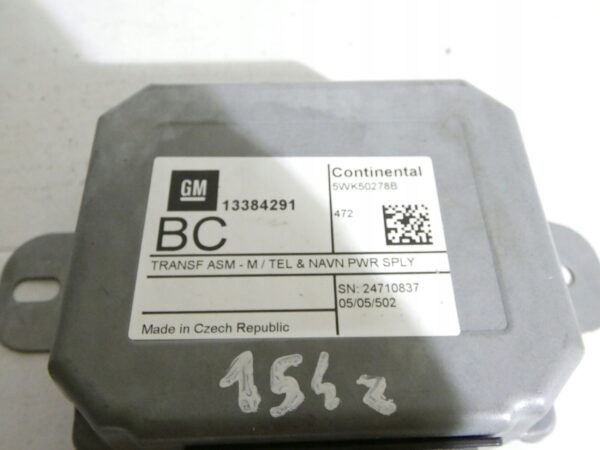 GM 13384291
BC
Continental
5WK50278B
472
TRANSF ASM - M / TEL & NAVN PWR SPLY
SN: 24710837
05/05/502
Made in Czech Republic
154z